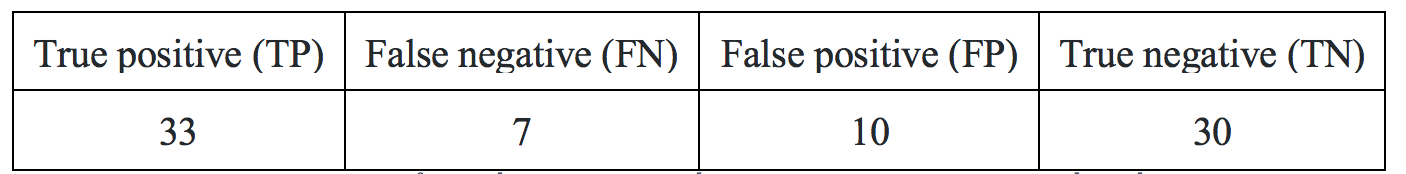 True positive (TP) False negative (FN) False positive (FP) True negative (TN)
33 7 10 30